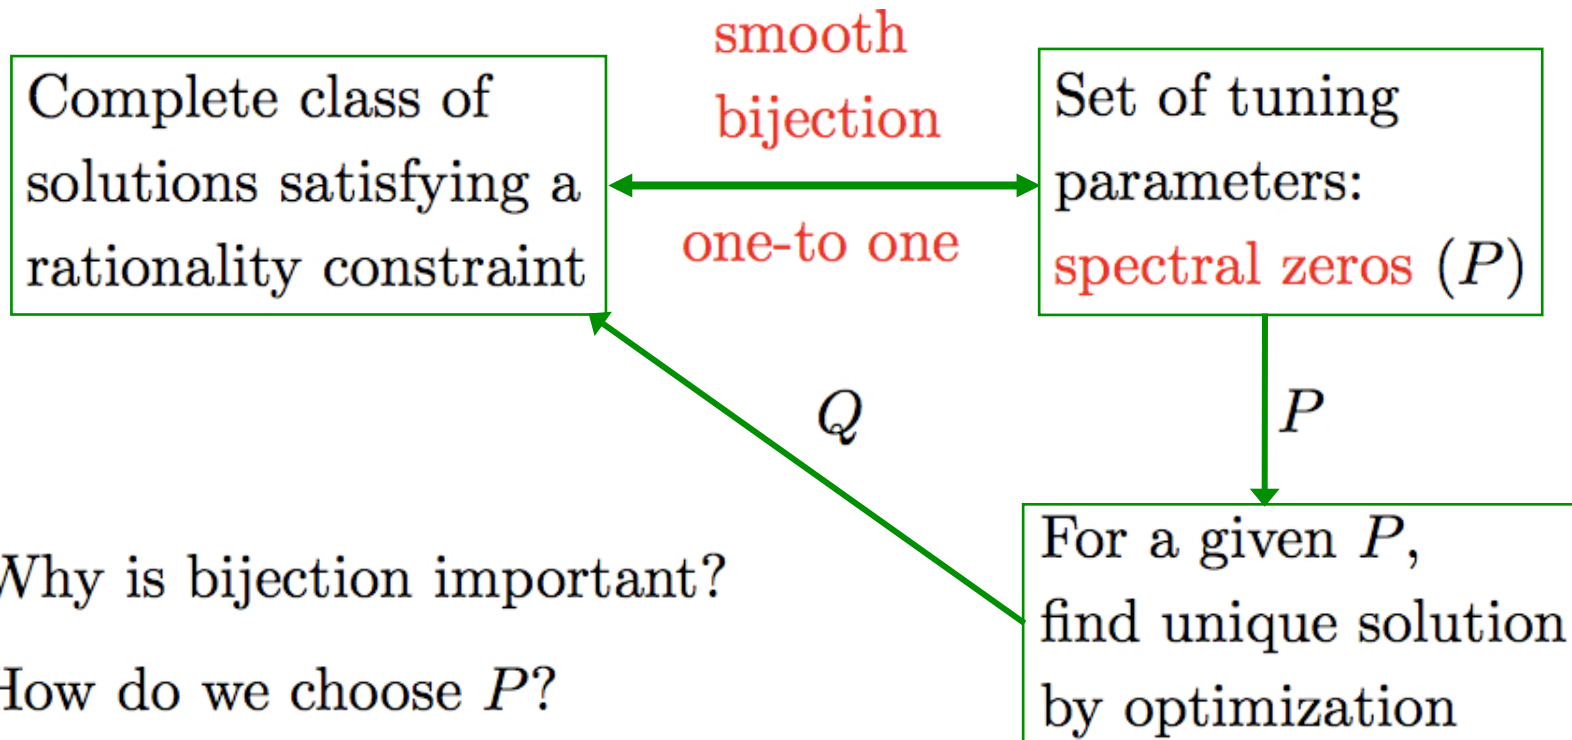 smooth
bijection
Complete class of
solutions satisfying a
rationality constraint
one-to one
Set of tuning
parameters:
spectral zeros (P)
Q
P
For a given P,
find unique solution
by optimization
Why is bijection important?
How do we choose P?